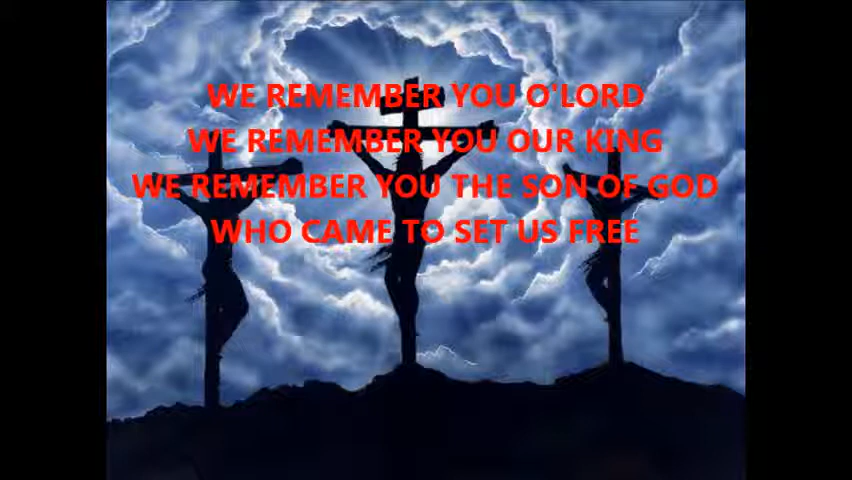 WE REMEMBER YOU O'LORD
WE REMEMBER YOU OUR KING
WE REMEMBER YOU THE SON OF GOD
WHO CAME TO SET US FREE